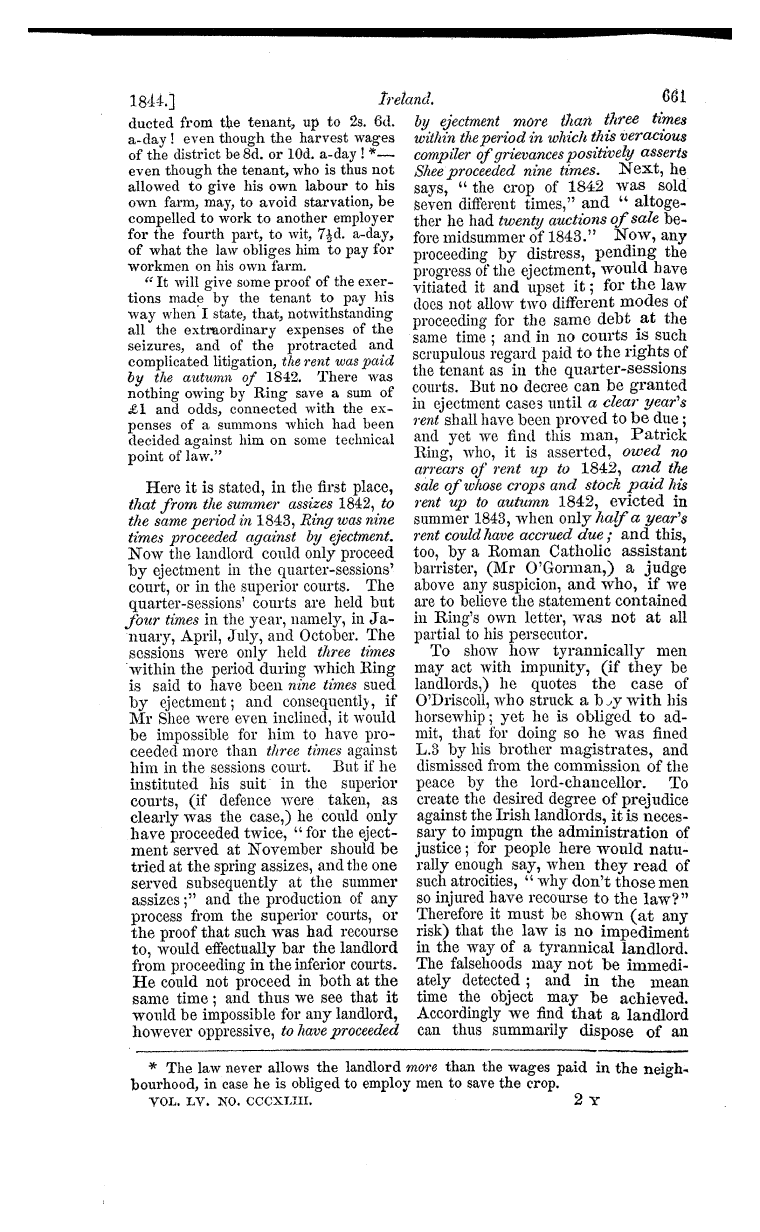 1844.] Ireland. 661
ducted from the tenant, up to 2s. 6d.
a-day! even though the harvest wages
of the district be 8d. or 10d. a-day!*—
even though the tenant, who is thus not
allowed to give his own labour to his
own farm, may, to avoid starvation, be
compelled to work to another employer
for the fourth part, to wit, 7½d. a-day,
of what the law obliges him to pay for
workmen on his own farm.
"It will give some proof of the exer-
tions made by the tenant to pay his
way when I state, that, notwithstanding
all the extraordinary expenses of the
seizures, and of the protracted and
complicated litigation, the rent was paid
by the autumn of 1842. There was
nothing owing by Ring save a sum of
£1 and odds, connected with the ex-
penses of a summons which had been
decided against him on some technical
point of law."
Here it is stated, in the first place,
that from the summer assizes 1842, to
the same period in 1843, Ring was nine
times proceeded against by ejectment.
Now the landlord could only proceed
by ejectment in the quarter-sessions'
court, or in the superior courts. The
quarter-sessions' courts are held but
four times in the year, namely, in Ja-
nuary, April, July, and October. The
sessions were only held three times
within the period during which Ring
is said to have been nine times sued
by ejectment; and consequently, if
Mr Shee were even inclined, it would
be impossible for him to have pro-
ceeded more than three times against
him in the sessions court. But if he
instituted his suit in the superior
courts, (if defence were taken, as
clearly was the case,) he could only
have proceeded twice, "for the eject-
ment served at November should be
tried at the spring assizes, and the one
served subsequently at the summer
assizes;" and the production of any
process from the superior courts, or
the proof that such was had recourse
to, would effectually bar the landlord
from proceeding in the inferior courts.
He could not proceed in both at the
same time; and thus we see that it
would be impossible for any landlord,
however oppressive, to have proceeded
by ejectment more than three times
within the period in which this veracious
compiler of grievances positively asserts
Shee proceeded nine times. Next, he
says, "the crop of 1842 was sold
seven different times," and "altoge-
ther he had twenty auctions of sale be-
fore midsummer of 1843." Now, any
proceeding by distress, pending the
progress of the ejectment, would have
vitiated it and upset it; for the law
does not allow two different modes of
proceeding for the same debt at the
same time; and in no courts is such
scrupulous regard paid to the rights of
the tenant as in the quarter-sessions
courts. But no decree can be granted
in ejectment cases until a clear year's
rent shall have been proved to be due;
and yet we find this man, Patrick
Ring, who, it is asserted, owed no
arrears of rent up to 1842, and the
sale of whose crops and stock paid his
rent up to autumn 1842, evicted in
summer 1843, when only half a year's
rent could have accrued due; and this,
too, by a Roman Catholic assistant
barrister, (Mr O'Gorman,) a judge
above any suspicion, and who, if we
are to believe the statement contained
in Ring's own letter, was not at all
partial to his persecutor.
To show how tyrannically men
may act with impunity, (if they be
landlords,) he quotes the case of
O'Driscoll, who struck a boy with his
horsewhip; yet he is obliged to ad-
mit, that for doing so he was fined
L.3 by his brother magistrates, and
dismissed from the commission of the
peace by the lord-chancellor. To
create the desired degree of prejudice
against the Irish landlords, it is neces-
sary to impugn the administration of
justice; for people here would natu-
rally enough say, when they read of
such atrocities, "why don't those men
so injured have recourse to the law?"
Therefore it must be shown (at any
risk) that the law is no impediment
in the way of a tyrannical landlord.
The falsehoods may not be immedi-
ately detected; and in the mean
time the object may be achieved.
Accordingly we find that a landlord
can thus summarily dispose of an
* The law never allows the landlord more than the wages paid in the neigh-
bourhood, in case he is obliged to employ men to save the crop.
VOL. LV. NO. CCCXLIII. 2 Y